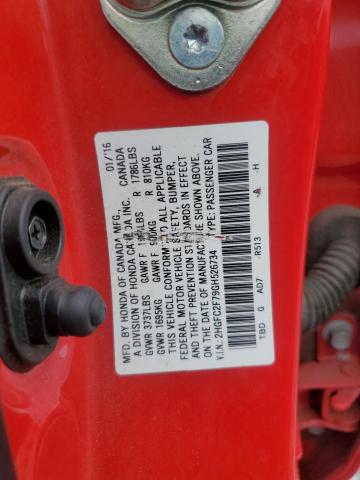 MFD. BY HONDA OF CANADA MFG., 01/'16
A DIVISION OF HONDA CANADA INC. CANADA
GVWR 3737LBS GAWR F R 1786LBS
GVWR 1695KG GAWR F R 810KG
THIS VEHICLE CONFORMS TO ALL APPLICABLE
FEDERAL MOTOR VEHICLE SAFETY, BUMPER,
AND THEFT PREVENTION STANDARDS IN EFFECT
ON THE DATE OF MANUFACTURE SHOWN ABOVE.
V.I.N.: 2HGFC2F79GH526734 TYPE: PASSENGER CAR
TBD G AD7 -R513 A -H